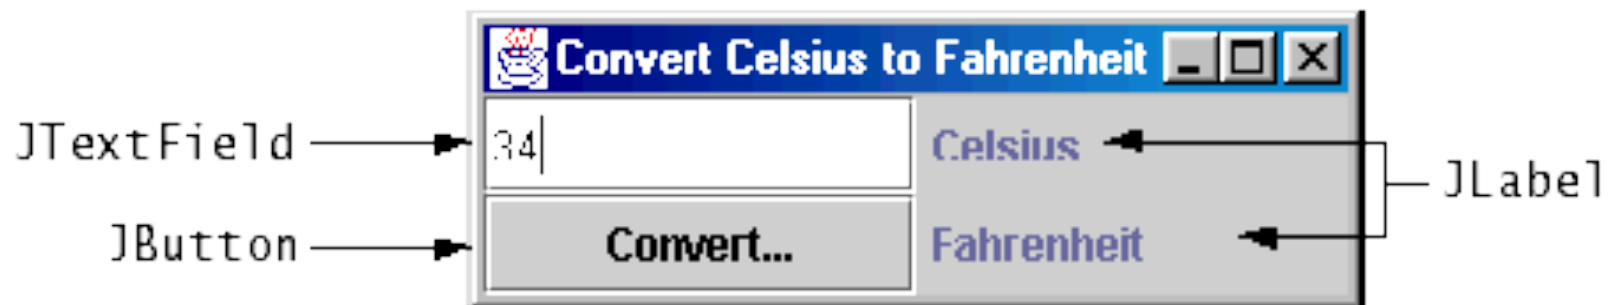 Convert Celsius to Fahrenheit
JTextField 34 Celsius JLabel
JButton Convert... Fahrenheit